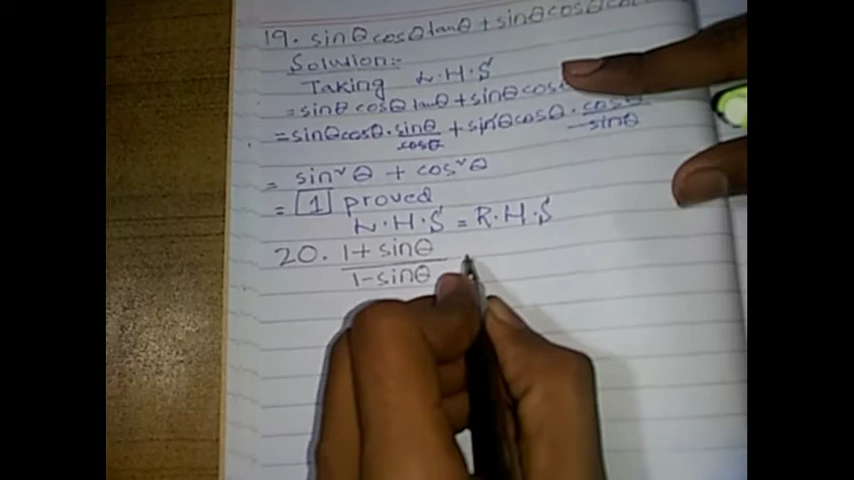 19. sinθ cosθ tanθ + sinθ cosθ
Solution:-
Taking L.H.S
= sinθ cosθ tanθ + sinθ cosθ
= sinθ cosθ · sinθ/cosθ + sinθ cosθ · cosθ/sinθ
= sin²θ + cos²θ
= 1 proved
L.H.S = R.H.S
20. 1 + sinθ
1 - sinθ